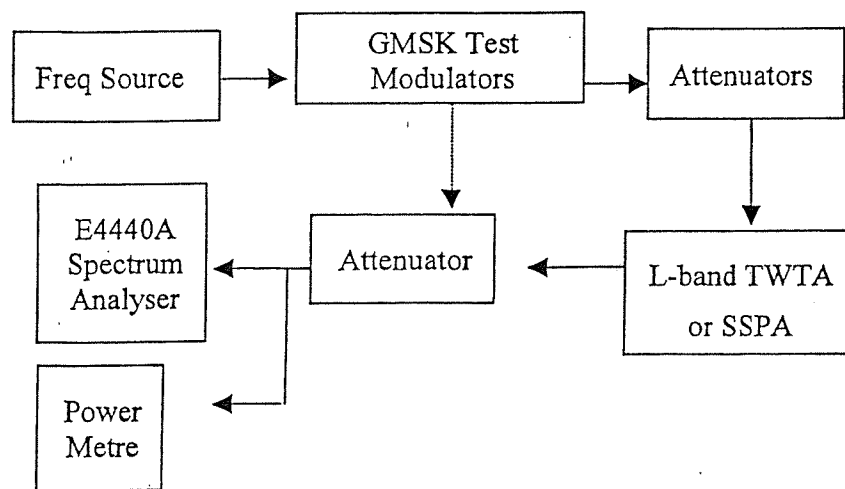 Freq Source
GMSK Test
Modulators
Attenuators
E4440A
Spectrum
Analyser
Attenuator
L-band TWTA
or SSPA
Power
Metre